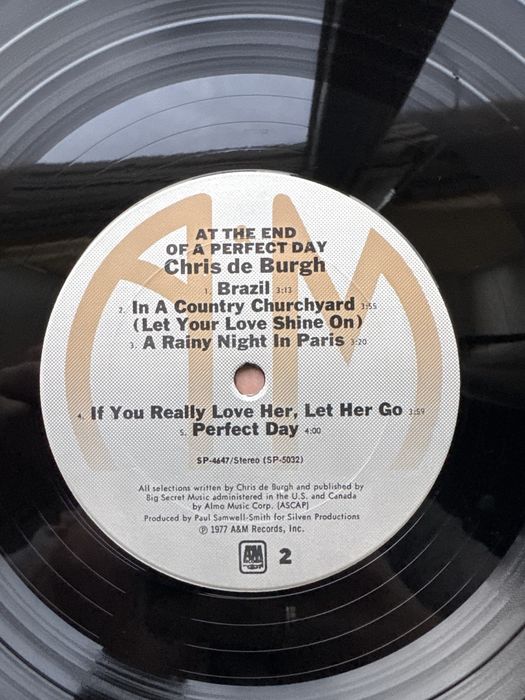 AT THE END
OF A PERFECT DAY
Chris de Burgh
1. Brazil 3:13
2. In A Country Churchyard 3:55
(Let Your Love Shine On)
3. A Rainy Night In Paris 3:20
4. If You Really Love Her, Let Her Go 3:59
5. Perfect Day 4:00
SP-4647/Stereo (SP-5032)
All selections written by Chris de Burgh and published by
Big Secret Music administered in the U.S. and Canada
by Almo Music Corp. (ASCAP)
Produced by Paul Samwell-Smith for Silven Productions
℗ 1977 A&M Records, Inc.
A&M 2